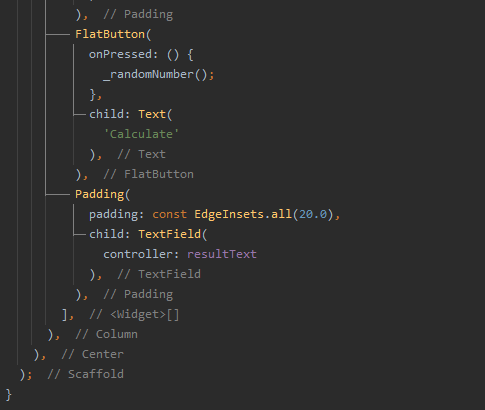 ),  // Padding
FlatButton(
onPressed: () {
_randomNumber();
},
child: Text(
'Calculate'
),  // Text
),  // FlatButton
Padding(
padding: const EdgeInsets.all(20.0),
child: TextField(
controller: resultText
),  // TextField
),  // Padding
],  // <Widget>[]
),  // Column
),  // Center
);  // Scaffold
}